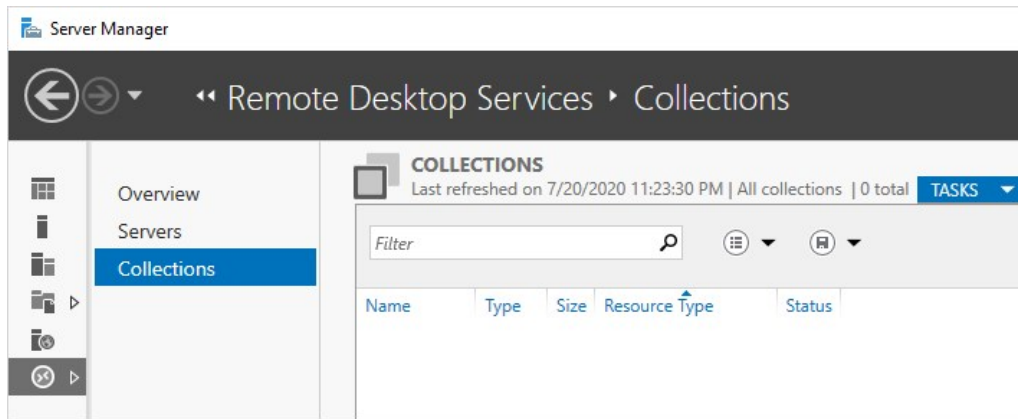 Server Manager
Remote Desktop Services ‣ Collections
Overview
Servers
Collections
COLLECTIONS
Last refreshed on 7/20/2020 11:23:30 PM | All collections | 0 total
TASKS
Filter
Name Type Size Resource Type Status